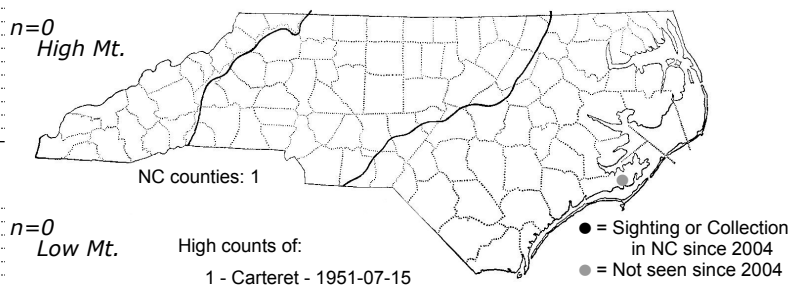 n=0
High Mt.
NC counties: 1
n=0
Low Mt.
High counts of:
1 - Carteret - 1951-07-15
= Sighting or Collection
in NC since 2004
= Not seen since 2004